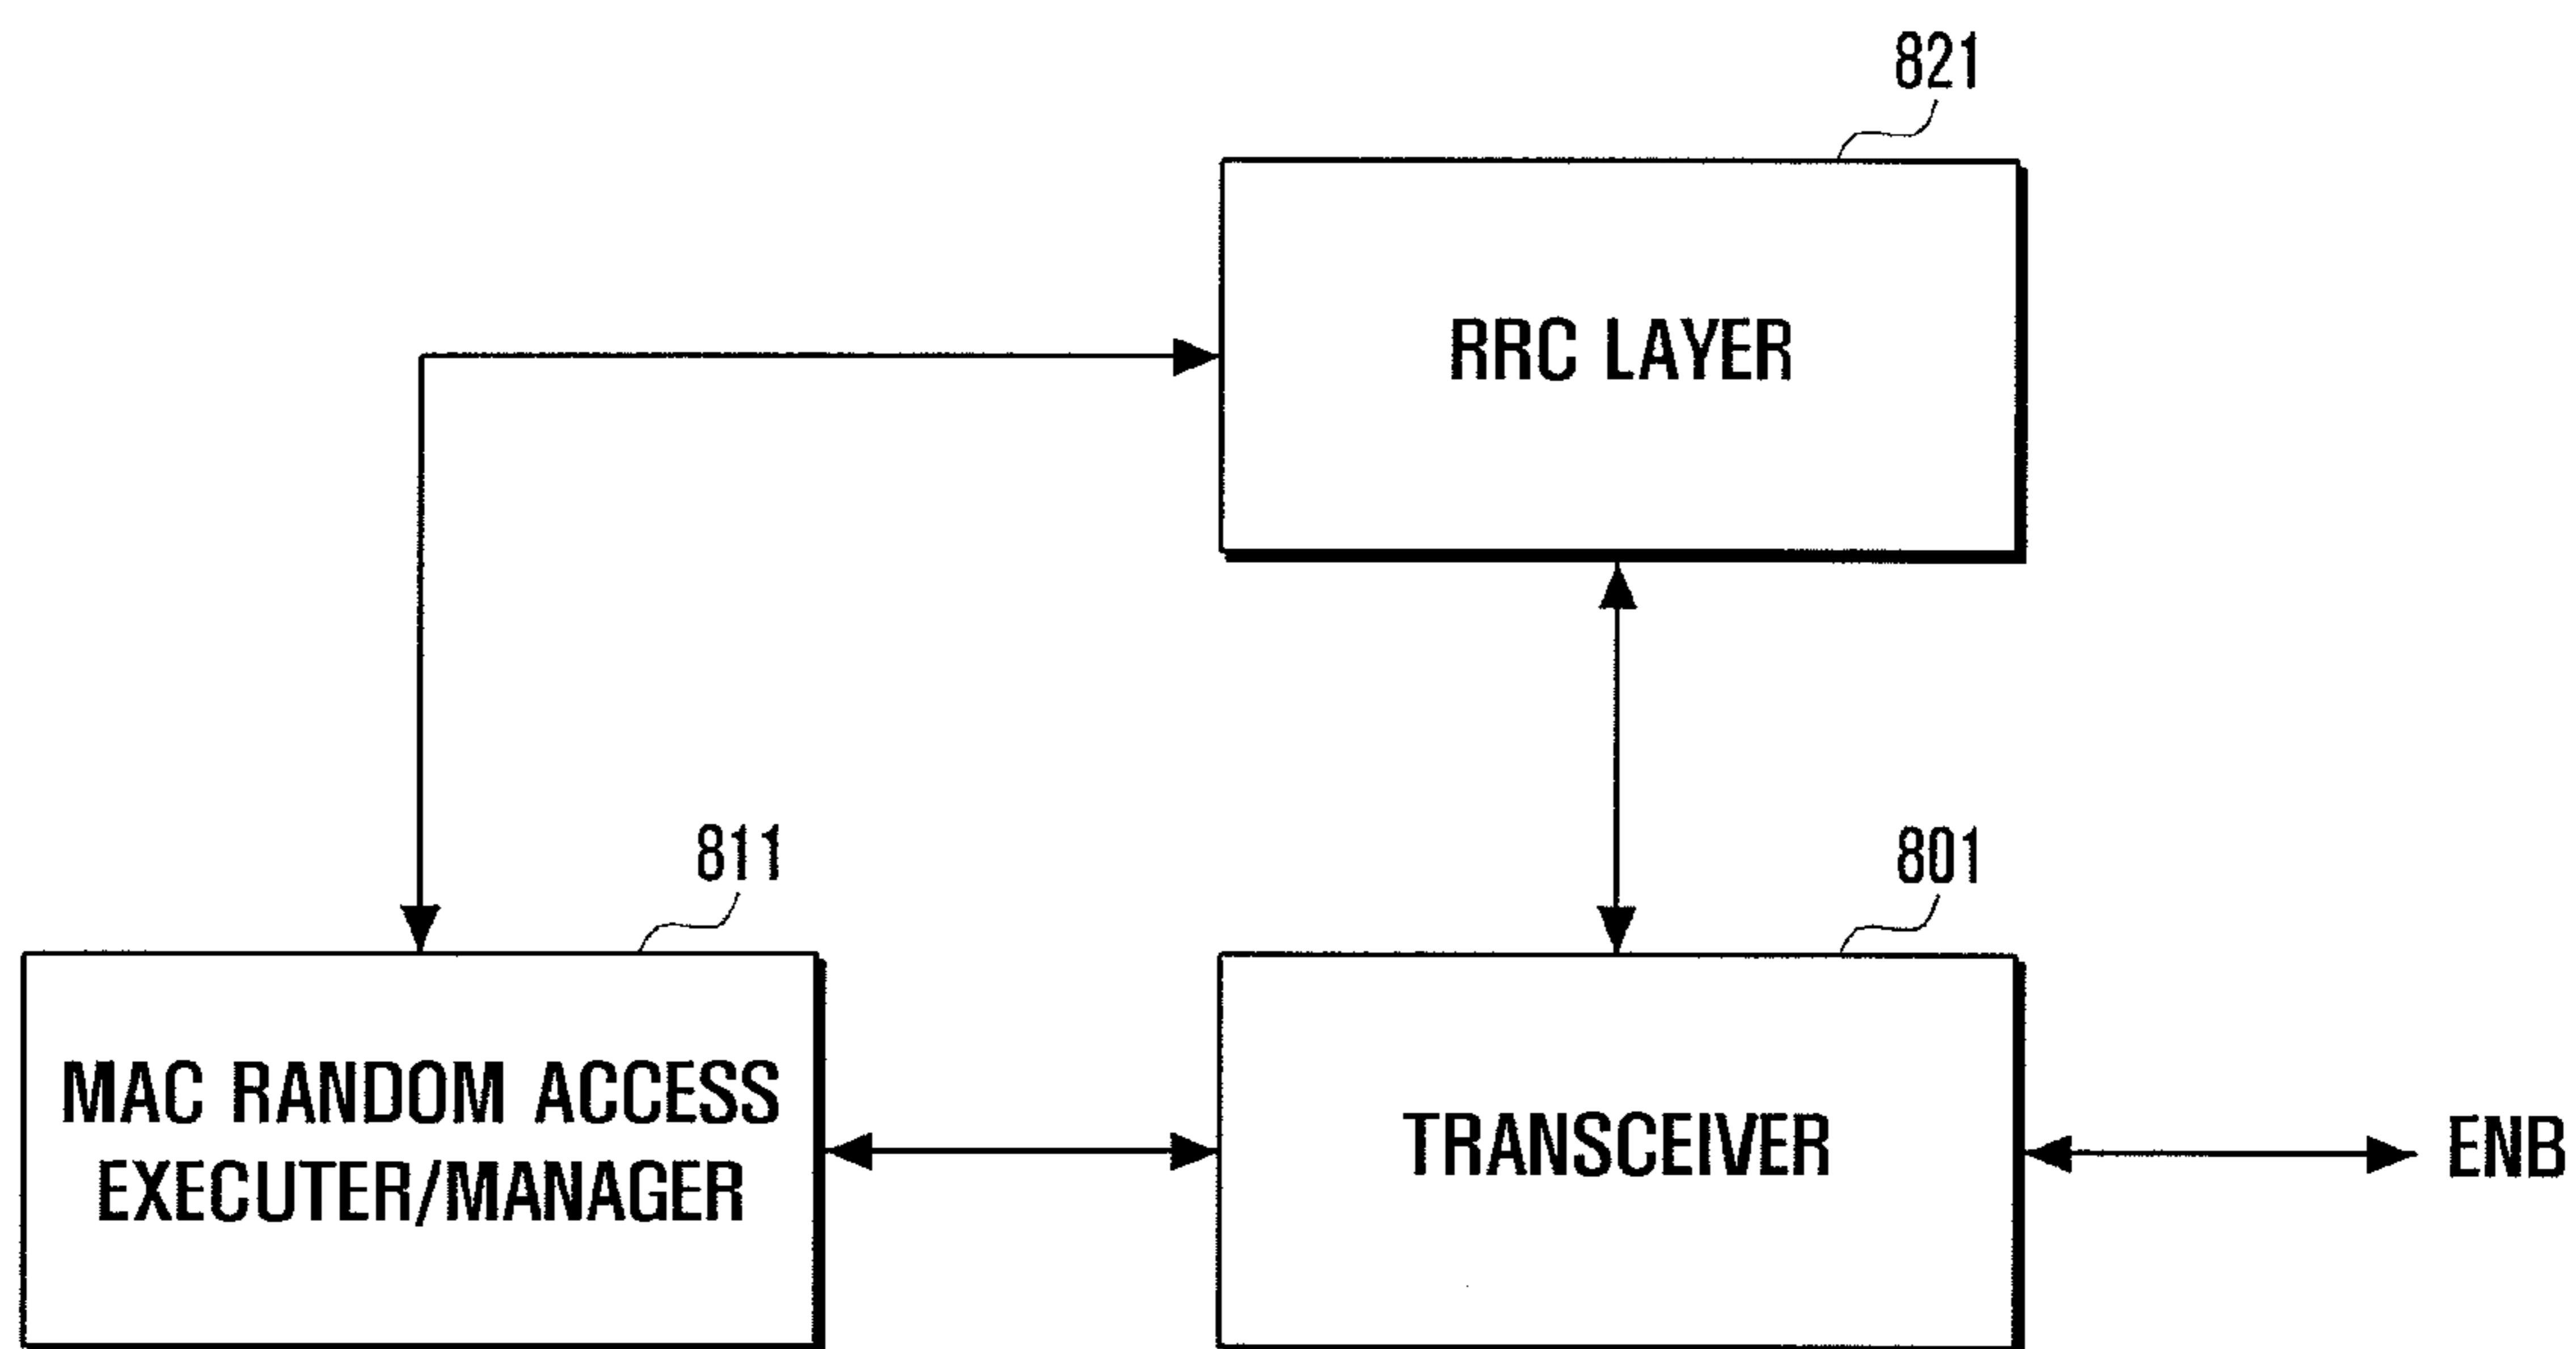 821
RRC LAYER
811
801
MAC RANDOM ACCESS
EXECUTER/MANAGER
TRANSCEIVER
ENB